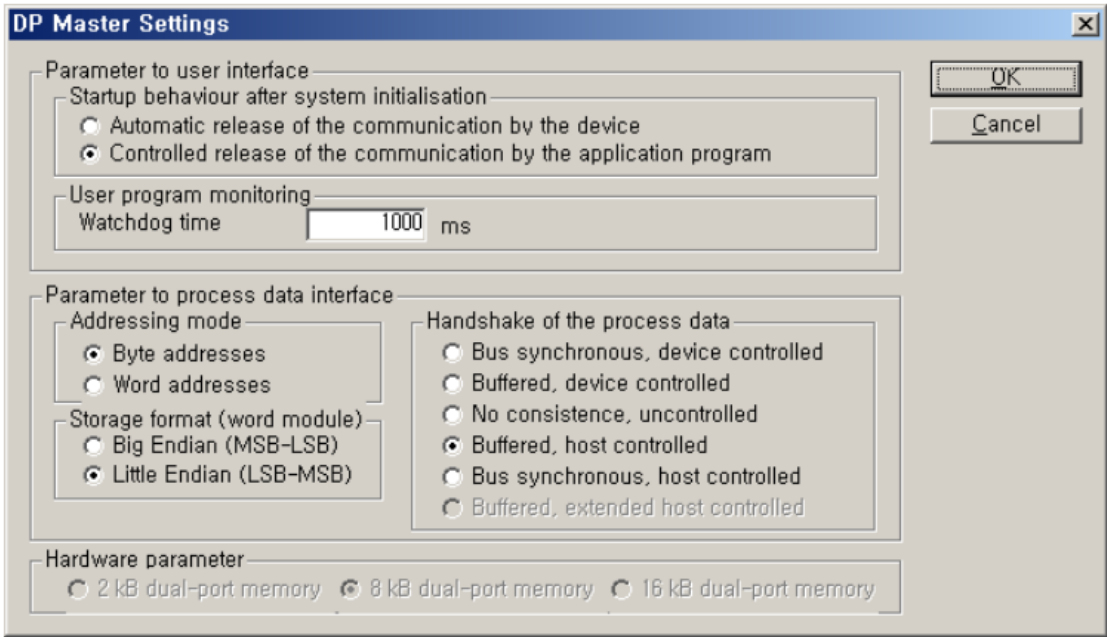 DP Master Settings
Parameter to user interface
Startup behaviour after system initialisation
Automatic release of the communication by the device
Controlled release of the communication by the application program
User program monitoring
Watchdog time 1000 ms
OK
Cancel
Parameter to process data interface
Addressing mode
Byte addresses
Word addresses
Storage format (word module)
Big Endian (MSB-LSB)
Little Endian (LSB-MSB)
Handshake of the process data
Bus synchronous, device controlled
Buffered, device controlled
No consistence, uncontrolled
Buffered, host controlled
Bus synchronous, host controlled
Buffered, extended host controlled
Hardware parameter
2 kB dual-port memory 8 kB dual-port memory 16 kB dual-port memory